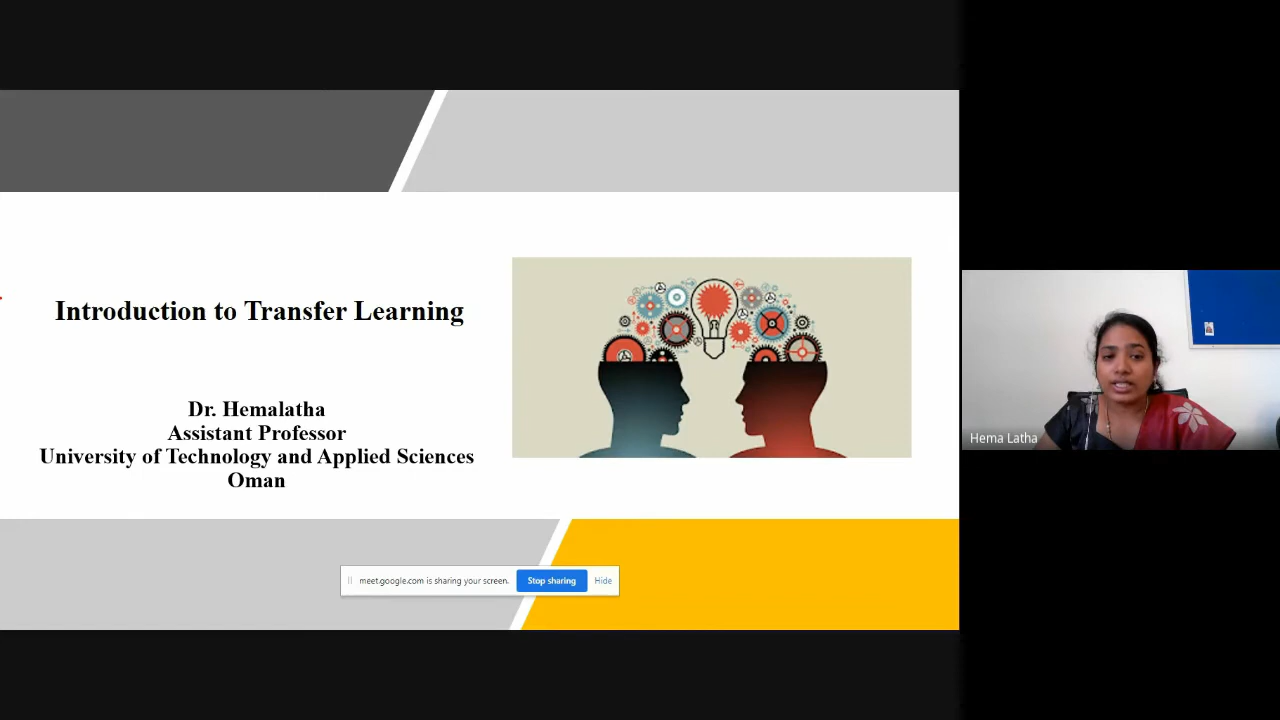 Introduction to Transfer Learning
Dr. Hemalatha
Assistant Professor
University of Technology and Applied Sciences
Oman
meet.google.com is sharing your screen.
Stop sharing
Hide
Hema Latha